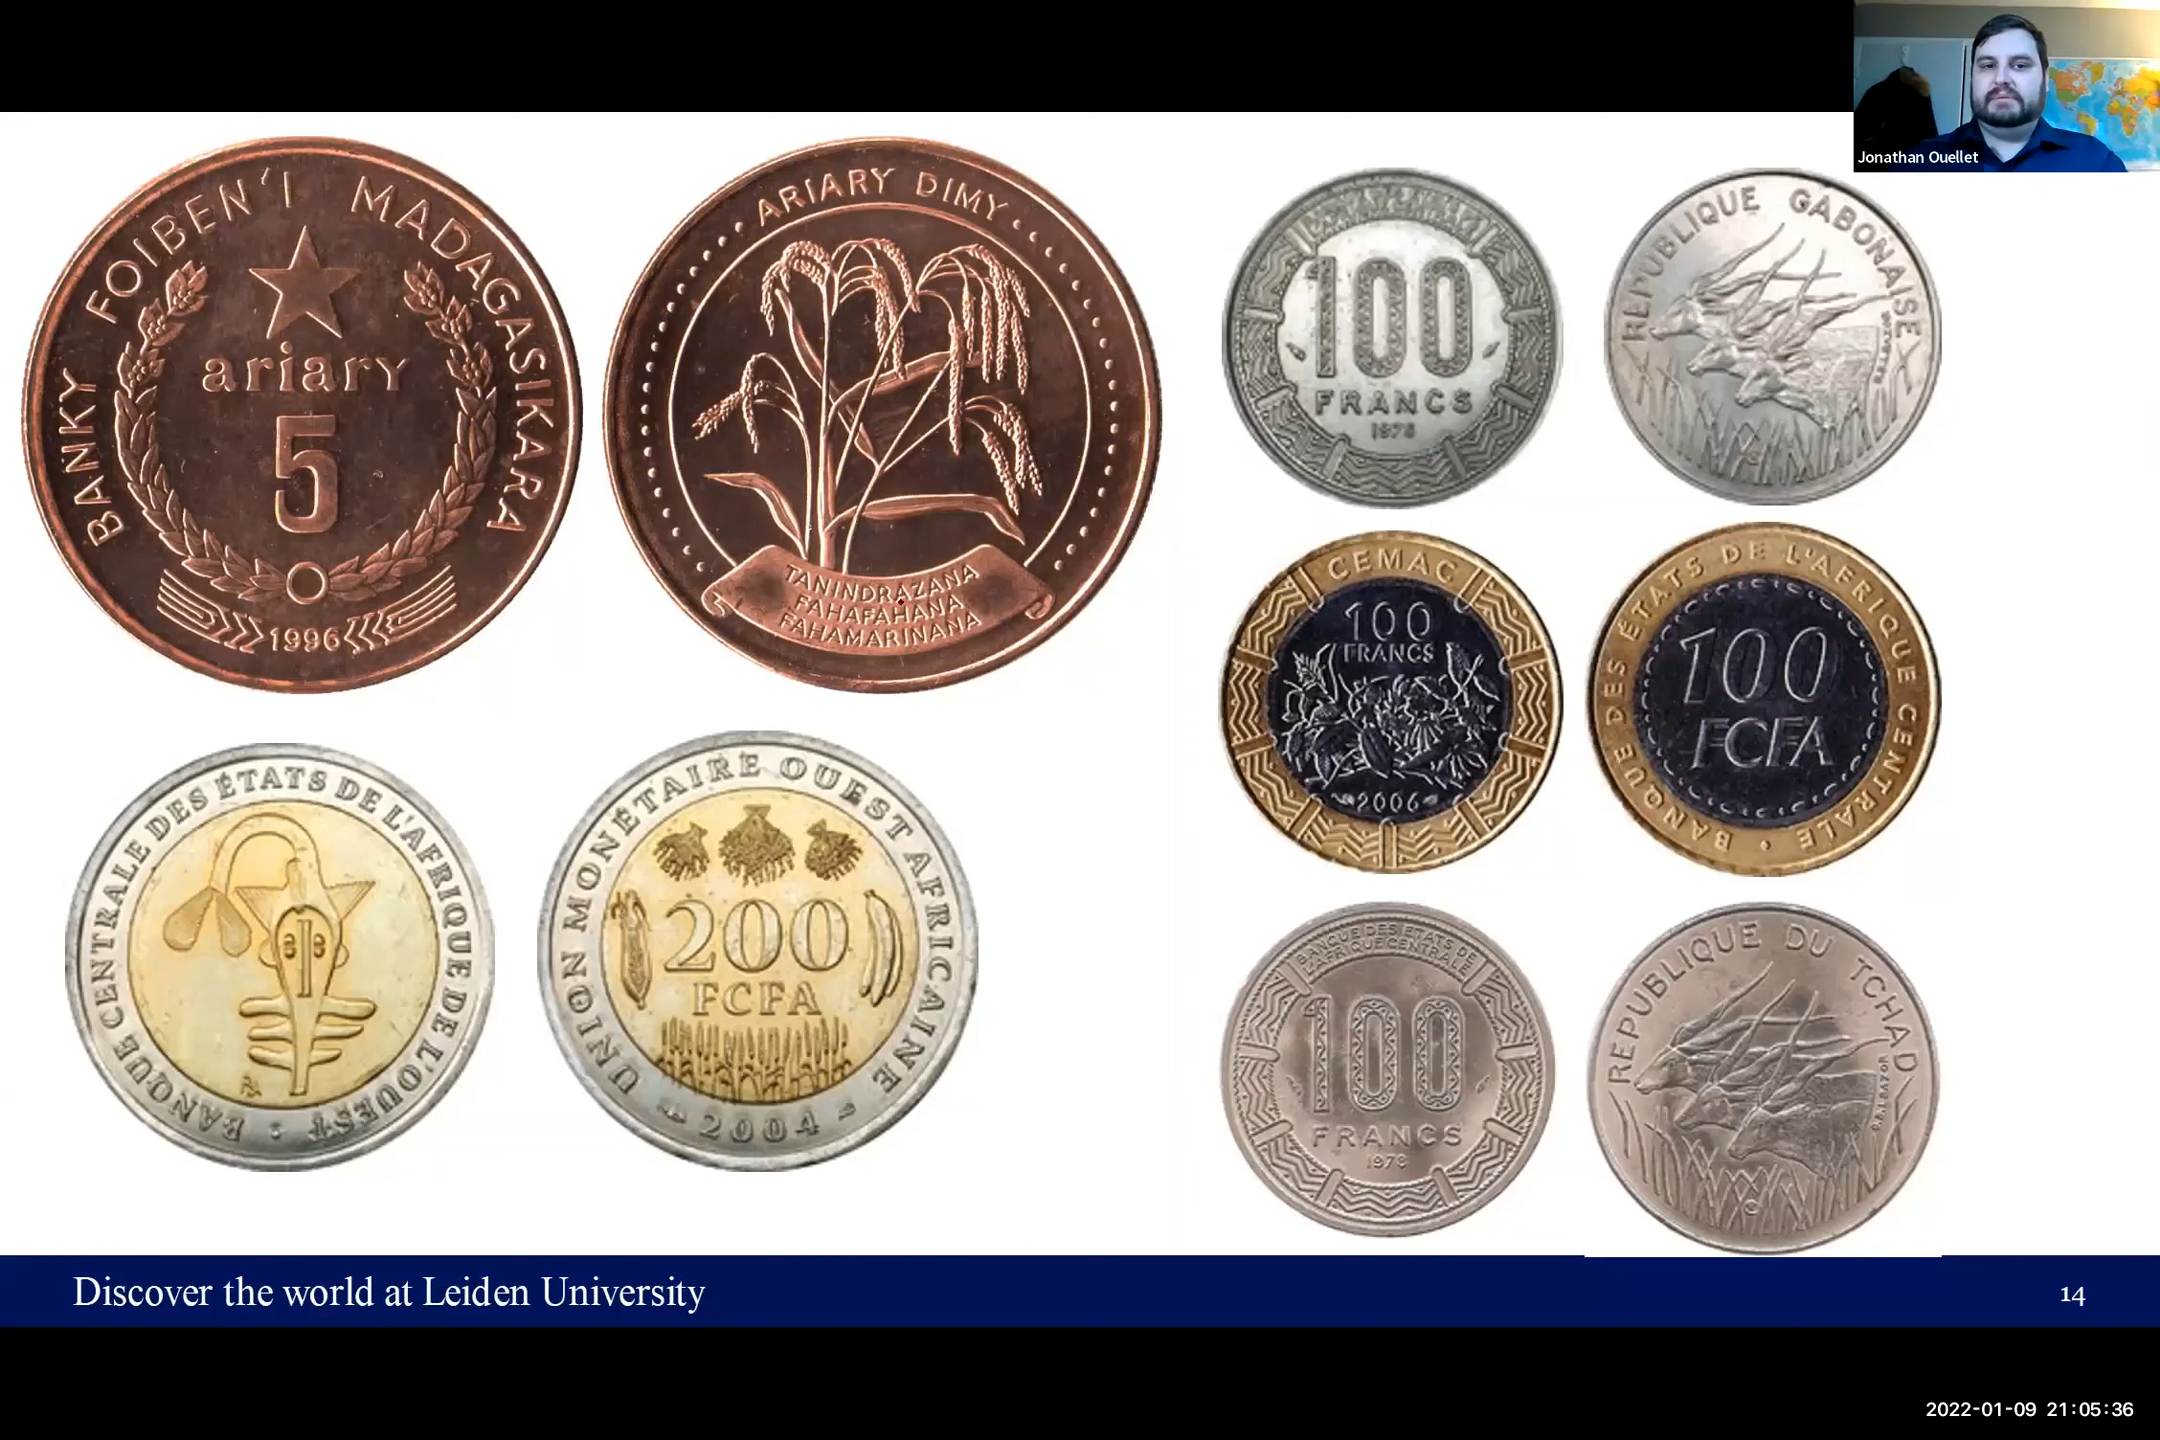 Jonathan Ouellet
BANKY FOIBEN'I MADAGASIKARA
ariary
5
1996
ARIARY DIMY
TANINDRAZANA
FAHAFAHANA
FAHAMARINANA
100
FRANCS
1978
REPUBLIQUE GABONAISE
CEMAC
100
FRANCS
2006
BANQUE DES ÉTATS DE L'AFRIQUE CENTRALE
100
FCFA
BANQUE CENTRALE DES ÉTATS DE L'AFRIQUE DE L'OUEST
UNION MONÉTAIRE OUEST AFRICAINE
200
FCFA
2004
BANQUE DES ETATS DE
L'AFRIQUE CENTRALE
100
FRANCS
1978
REPUBLIQUE DU TCHAD
Discover the world at Leiden University
14
2022-01-09 21:05:36